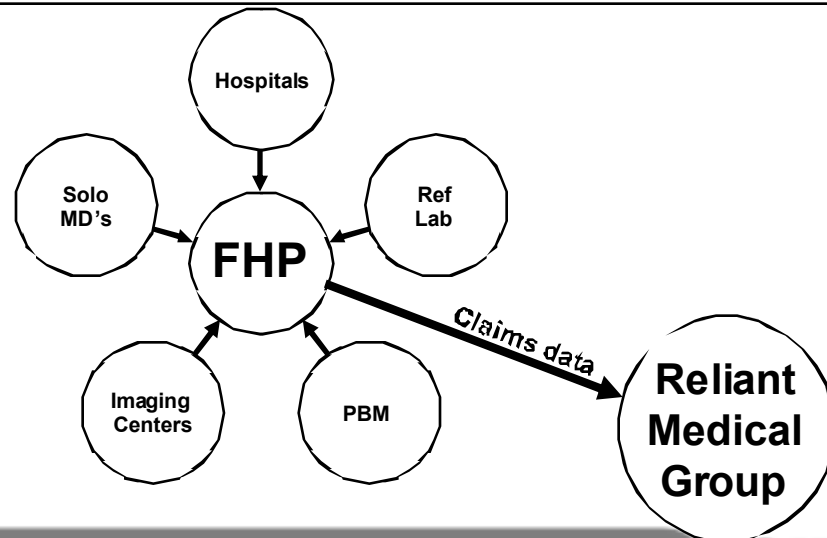 Hospitals
Solo
MD's
Ref
Lab
FHP
Claims data
Imaging
Centers
PBM
Reliant
Medical
Group